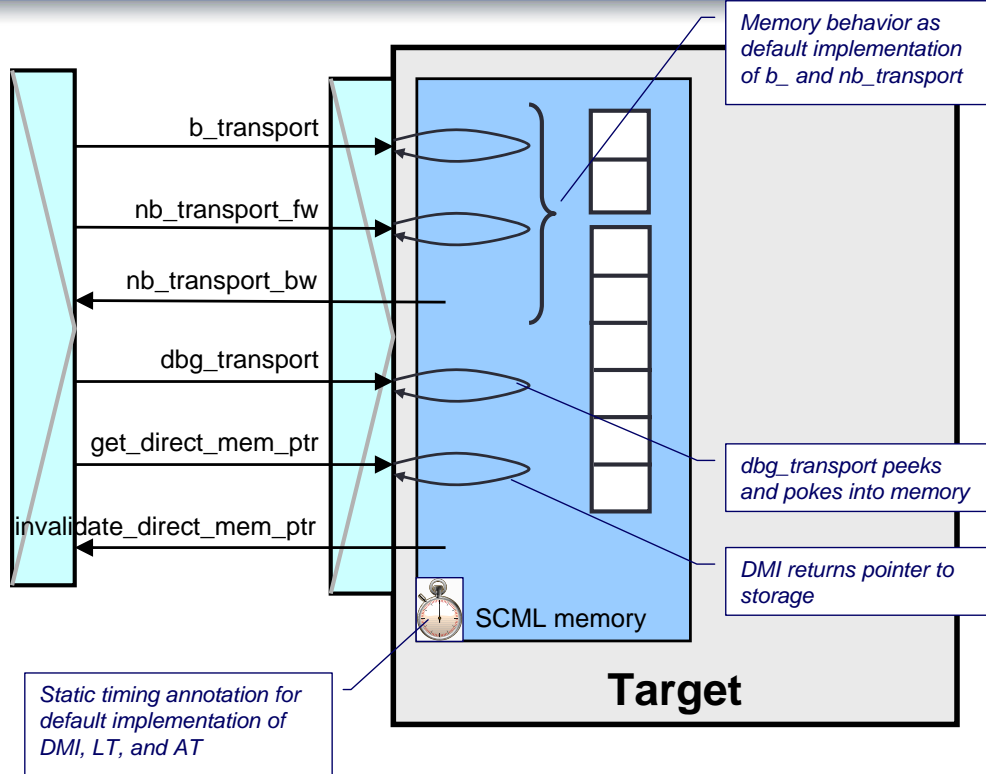 Memory behavior as
default implementation
of b_ and nb_transport
b_transport
nb_transport_fw
nb_transport_bw
dbg_transport
get_direct_mem_ptr
invalidate_direct_mem_ptr
dbg_transport peeks
and pokes into memory
DMI returns pointer to
storage
SCML memory
Target
Static timing annotation for
default implementation of
DMI, LT, and AT